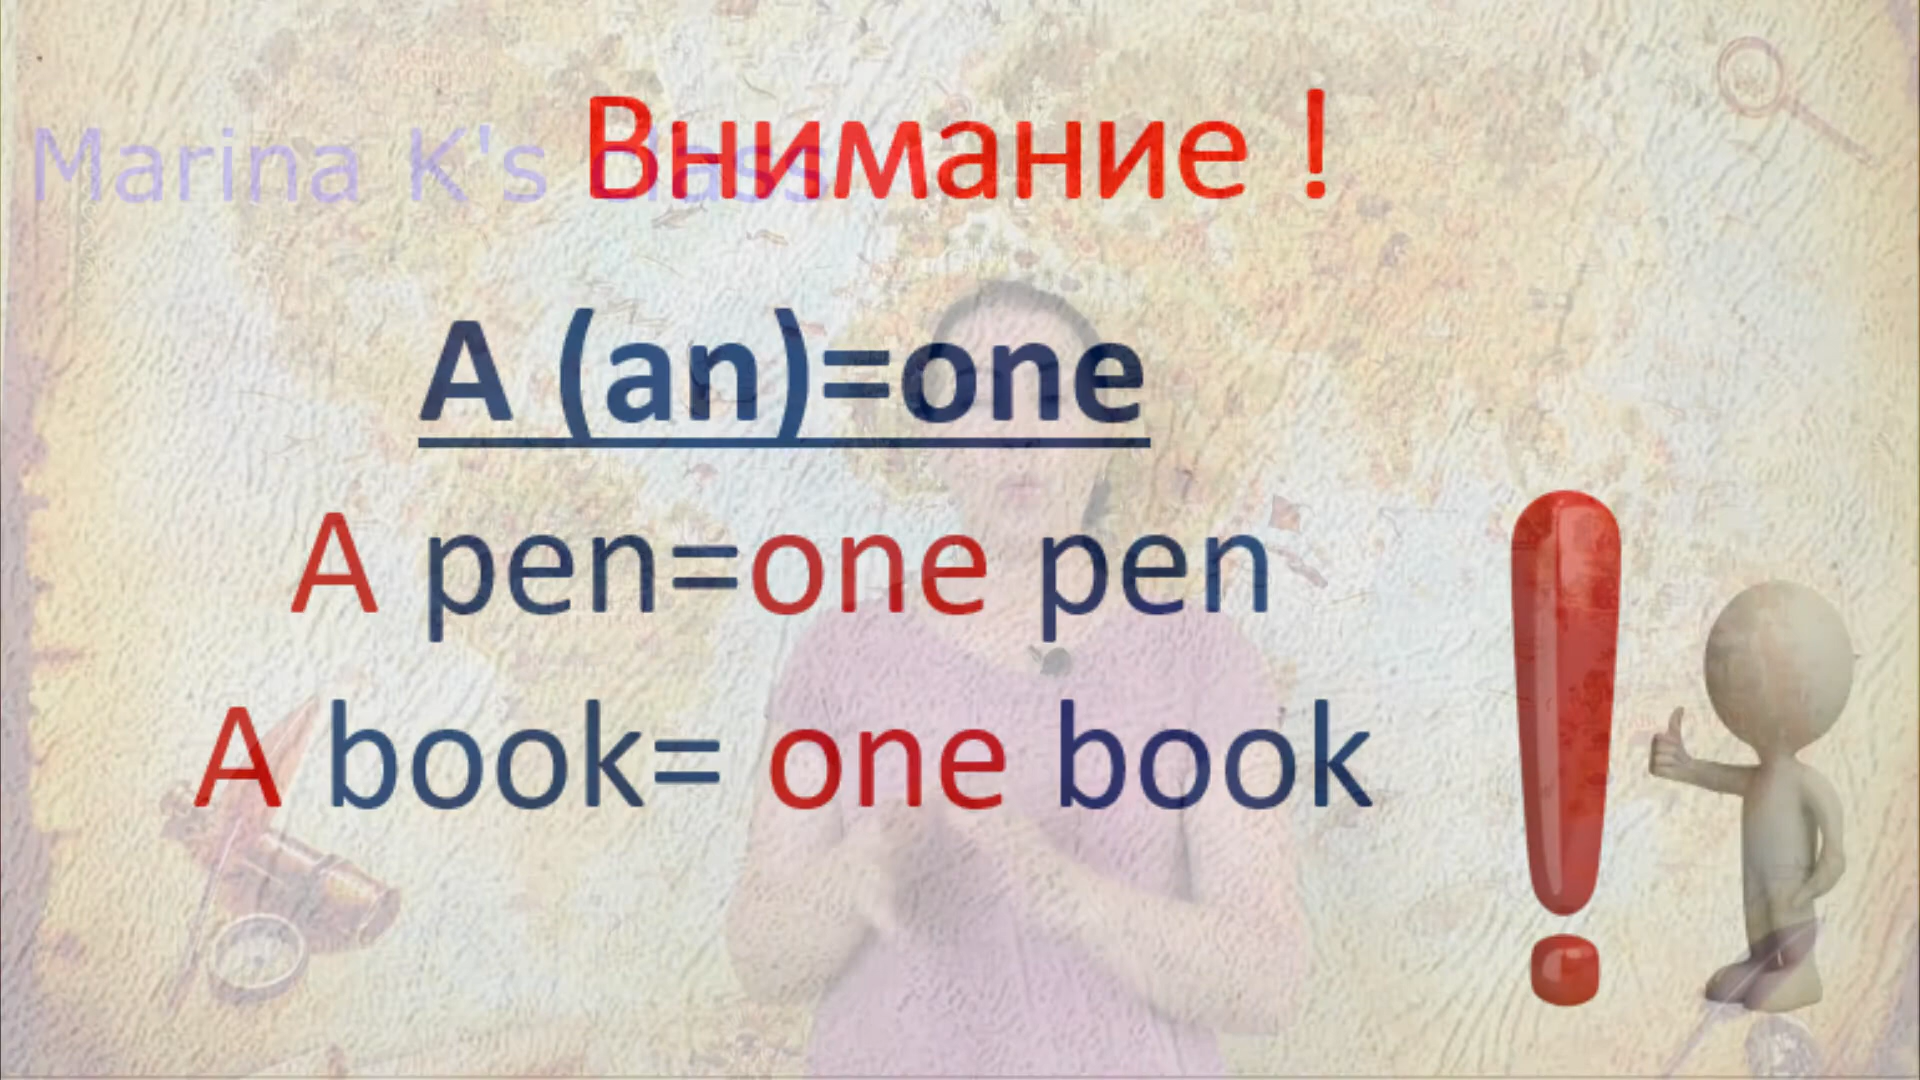 Marina K's class
Внимание !
A (an)=one
A pen=one pen
A book= one book